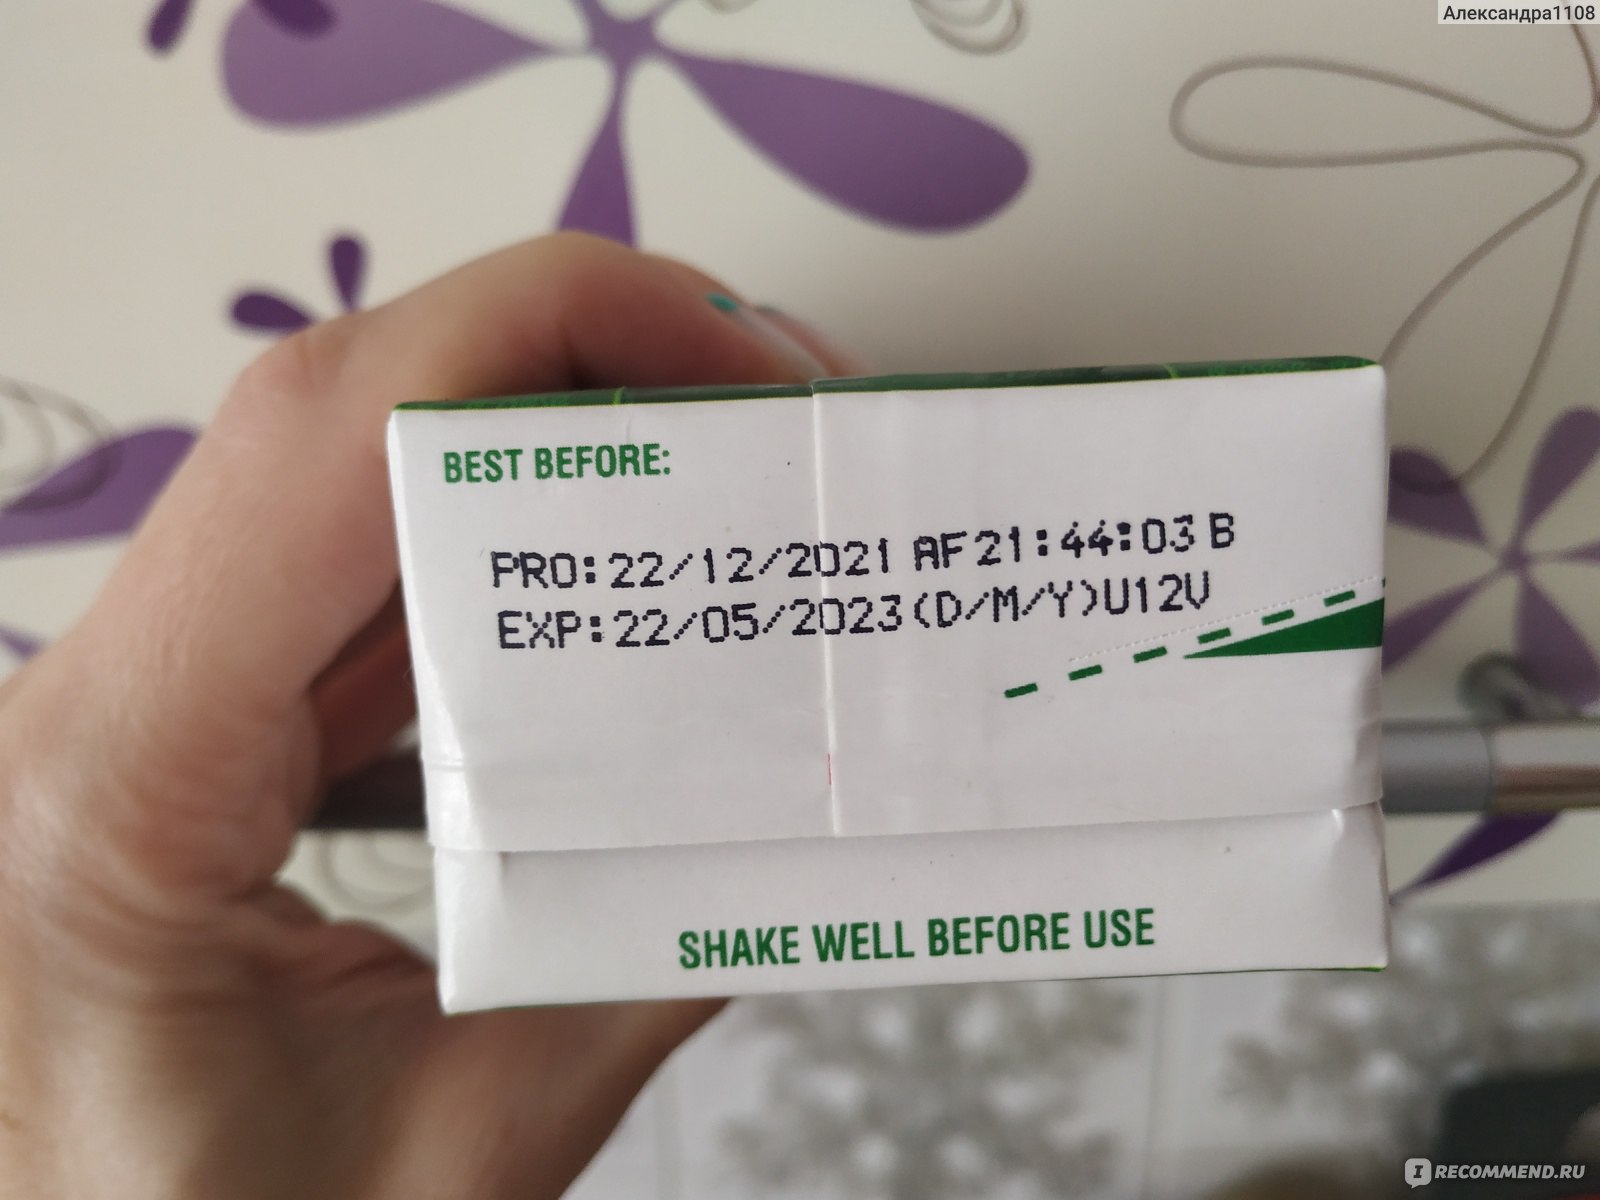 Александра1108
BEST BEFORE:
PRO:22/12/2021 AF21:44:03 B
EXP:22/05/2023(D/M/Y)U12V
SHAKE WELL BEFORE USE
IRECOMMEND.RU